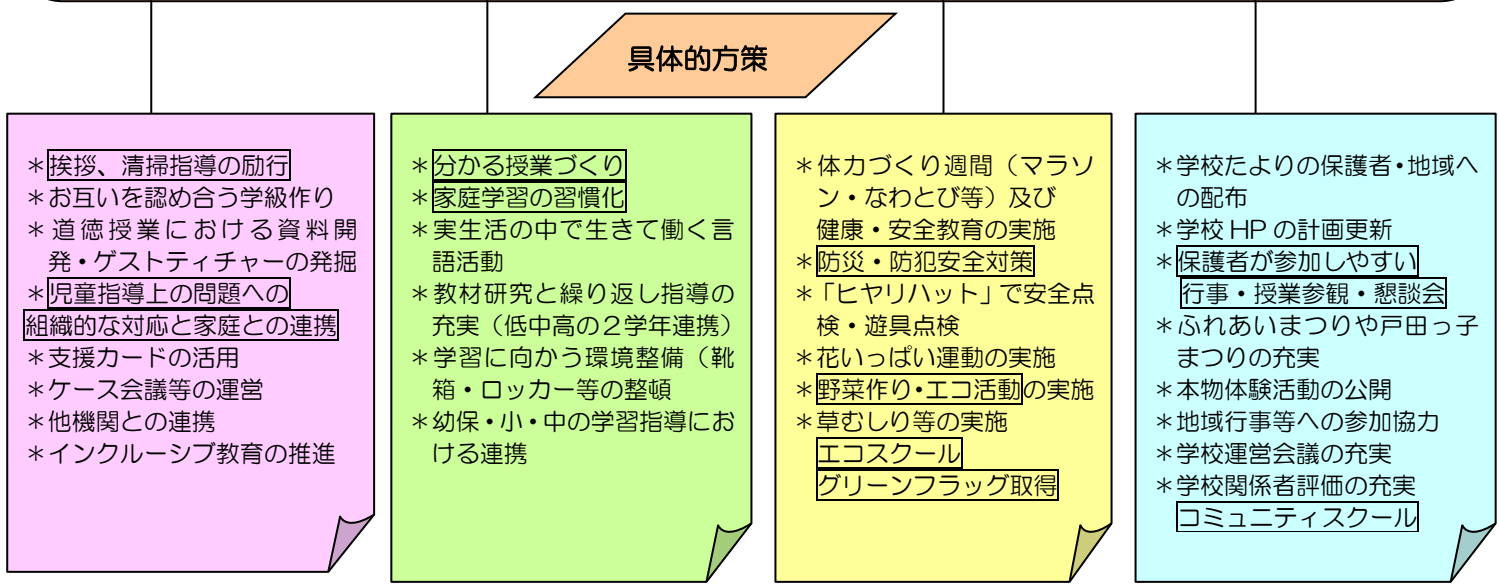 具体的方策
＊挨拶、清掃指導の励行
＊お互いを認め合う学級作り
＊道徳授業における資料開
発・ゲストティチャーの発掘
＊児童指導上の問題への
組織的な対応と家庭との連携
＊支援カードの活用
＊ケース会議等の運営
＊他機関との連携
＊インクルーシブ教育の推進
＊分かる授業づくり
＊家庭学習の習慣化
＊実生活の中で生きて働く言
語活動
＊教材研究と繰り返し指導の
充実（低中高の２学年連携）
＊学習に向かう環境整備（靴
箱・ロッカー等の整頓
＊幼保・小・中の学習指導にお
ける連携
＊体力づくり週間（マラソ
ン・なわとび等）及び
健康・安全教育の実施
＊防災・防犯安全対策
＊「ヒヤリハット」で安全点
検・遊具点検
＊花いっぱい運動の実施
＊野菜作り・エコ活動の実施
＊草むしり等の実施
エコスクール
グリーンフラッグ取得
＊学校たよりの保護者・地域へ
の配布
＊学校 HP の計画更新
＊保護者が参加しやすい
行事・授業参観・懇談会
＊ふれあいまつりや戸田っ子
まつりの充実
＊本物体験活動の公開
＊地域行事等への参加協力
＊学校運営会議の充実
＊学校関係者評価の充実
コミュニティスクール